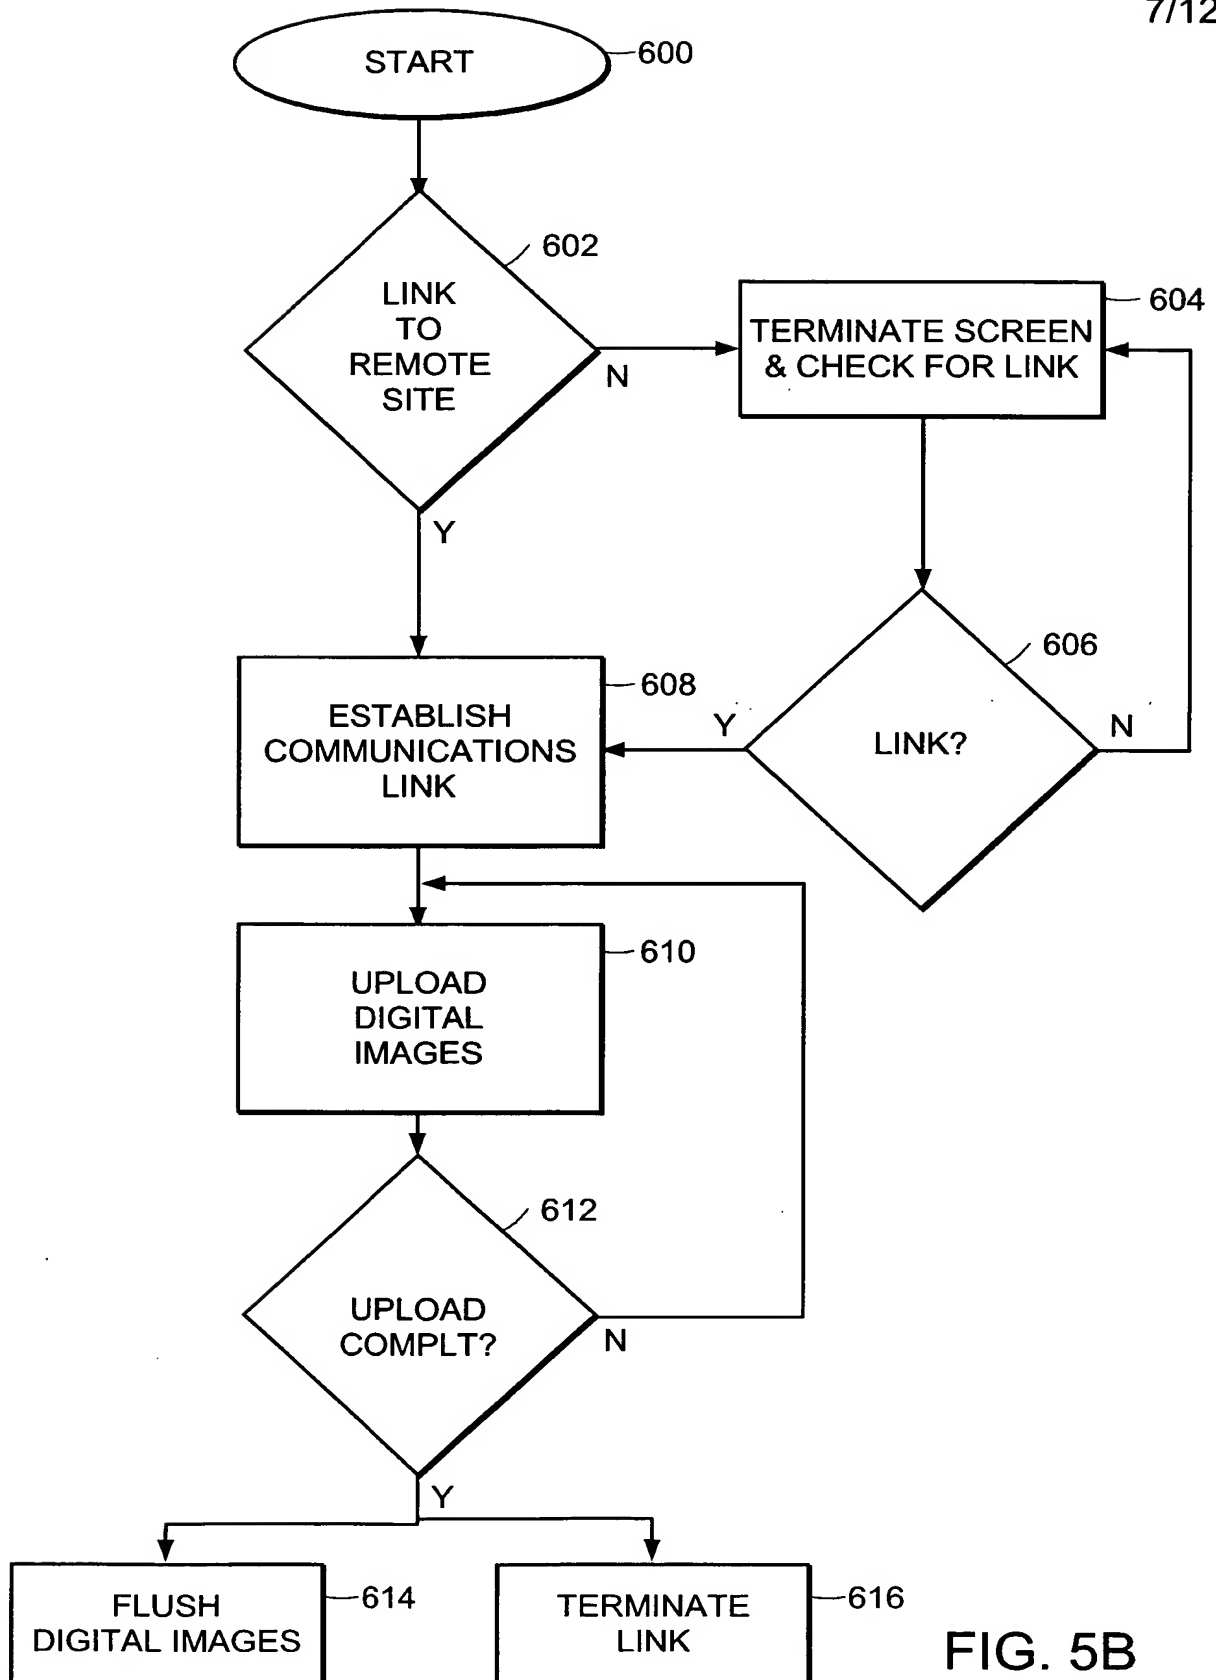 7/12
START
600
602
LINK
TO
REMOTE
SITE
N
Y
604
TERMINATE SCREEN
& CHECK FOR LINK
606
LINK?
Y
N
608
ESTABLISH
COMMUNICATIONS
LINK
610
UPLOAD
DIGITAL
IMAGES
612
UPLOAD
COMPLT?
N
Y
FLUSH
DIGITAL IMAGES
614
TERMINATE
LINK
616
FIG. 5B